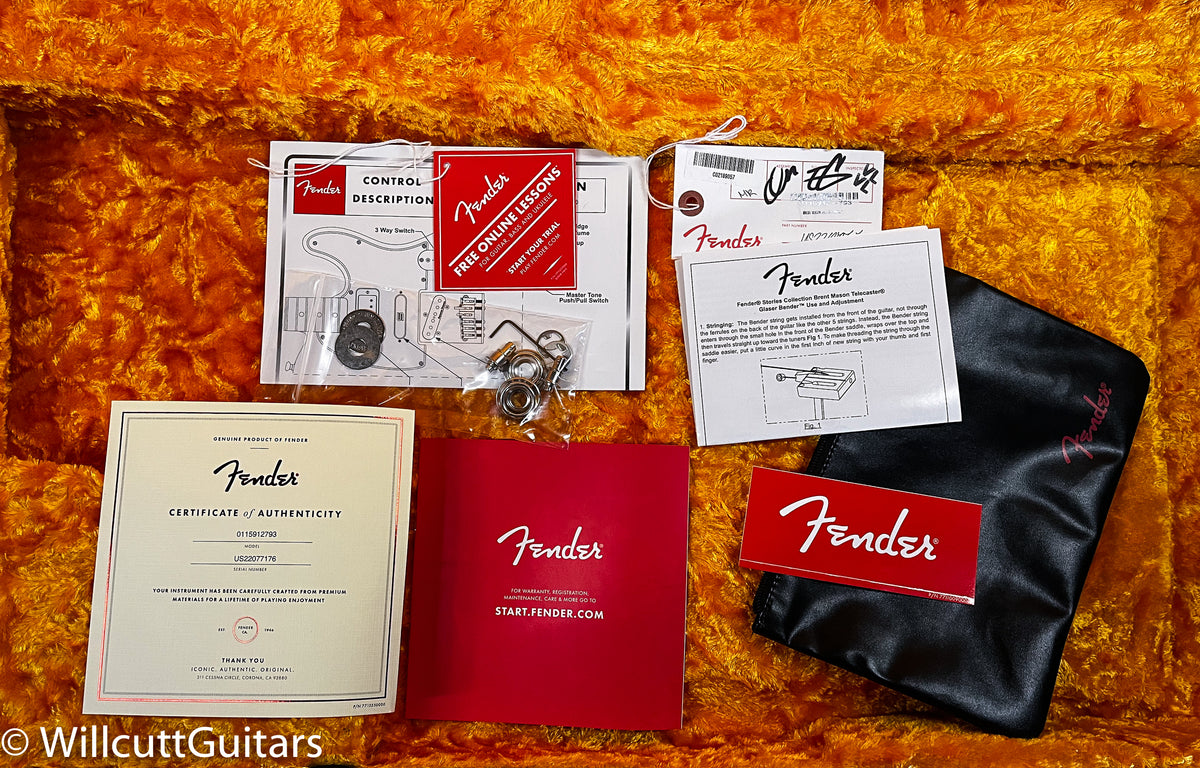 Fender
CONTROL
DESCRIPTION
3 Way Switch
Master Tone
Push/Pull Switch
Fender
FREE ONLINE LESSONS
FOR GUITAR, BASS AND UKULELE
START YOUR TRIAL
PLAY.FENDER.COM
C02189057
PART NUMBER
Fender
Fender®
Fender® Stories Collection Brent Mason Telecaster®
Glaser Bender™ Use and Adjustment
1. Stringing: The Bender string gets installed from the front of the guitar, not through
the ferrules on the back of the guitar like the other 5 strings. Instead, the Bender string
enters through the small hole in the front of the Bender saddle, wraps over the top and
then travels straight up toward the tuners Fig 1. To make threading the string through the
saddle easier, put a little curve in the first inch of new string with your thumb and first
finger.
Fig. 1
GENUINE PRODUCT OF FENDER
Fender
CERTIFICATE of AUTHENTICITY
0115912793
MODEL
US22077176
SERIAL NUMBER
YOUR INSTRUMENT HAS BEEN CAREFULLY CRAFTED FROM PREMIUM
MATERIALS FOR A LIFETIME OF PLAYING ENJOYMENT
EST. FENDER CA. 1946
THANK YOU
ICONIC. AUTHENTIC. ORIGINAL.
311 CESSNA CIRCLE, CORONA, CA 92880
P/N 7715550000
Fender®
FOR WARRANTY, REGISTRATION,
MAINTENANCE, CARE & MORE GO TO
START.FENDER.COM
Fender®
Fender®
© WillcuttGuitars